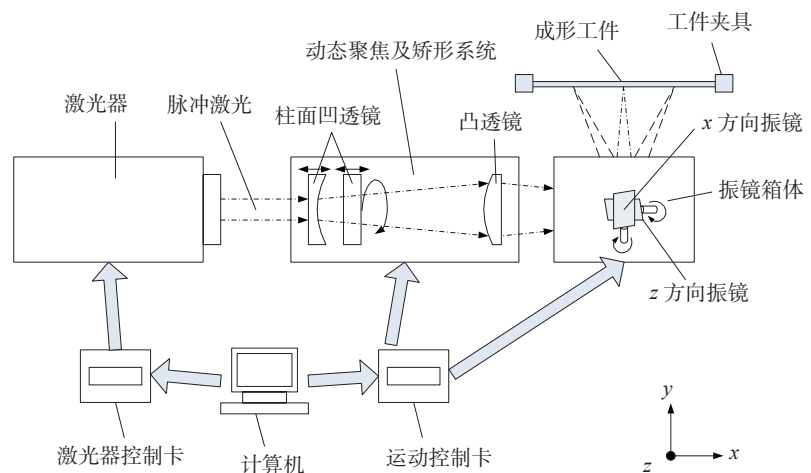 成形工件
工件夹具
动态聚焦及矫形系统
激光器
脉冲激光
柱面凹透镜
凸透镜
x 方向振镜
振镜箱体
z 方向振镜
激光器控制卡
计算机
运动控制卡
y
z
x